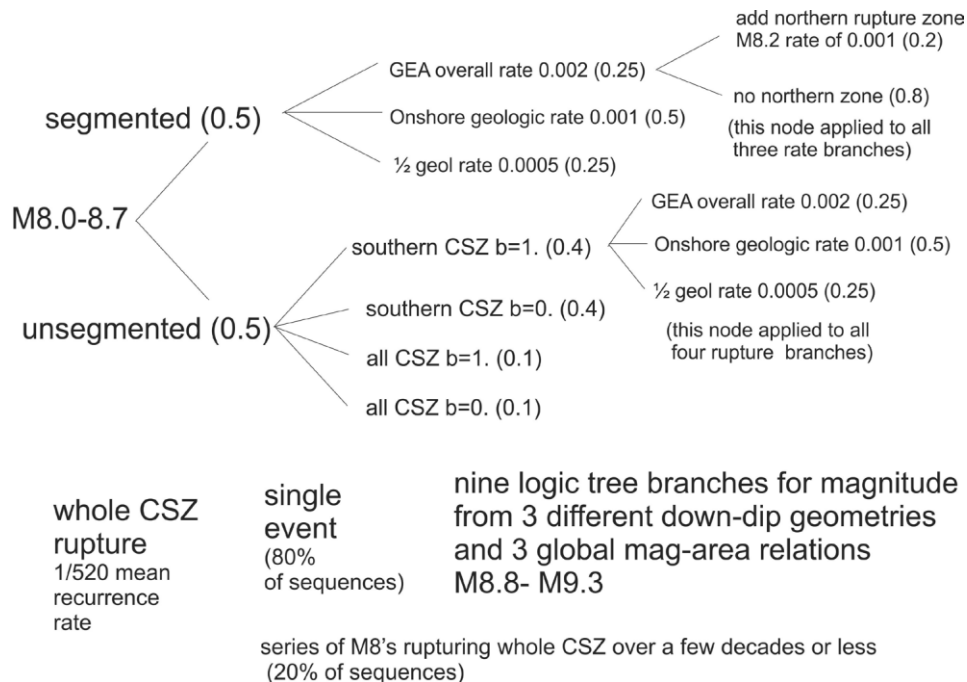 add northern rupture zone
M8.2 rate of 0.001 (0.2)
GEA overall rate 0.002 (0.25)
no northern zone (0.8)
segmented (0.5)
Onshore geologic rate 0.001 (0.5)
(this node applied to all
three rate branches)
½ geol rate 0.0005 (0.25)
M8.0-8.7
GEA overall rate 0.002 (0.25)
southern CSZ b=1. (0.4)
Onshore geologic rate 0.001 (0.5)
½ geol rate 0.0005 (0.25)
southern CSZ b=0. (0.4)
unsegmented (0.5)
(this node applied to all
four rupture branches)
all CSZ b=1. (0.1)
all CSZ b=0. (0.1)
whole CSZ
rupture
1/520 mean
recurrence
rate
single
event
(80%
of sequences)
nine logic tree branches for magnitude
from 3 different down-dip geometries
and 3 global mag-area relations
M8.8- M9.3
series of M8's rupturing whole CSZ over a few decades or less
(20% of sequences)